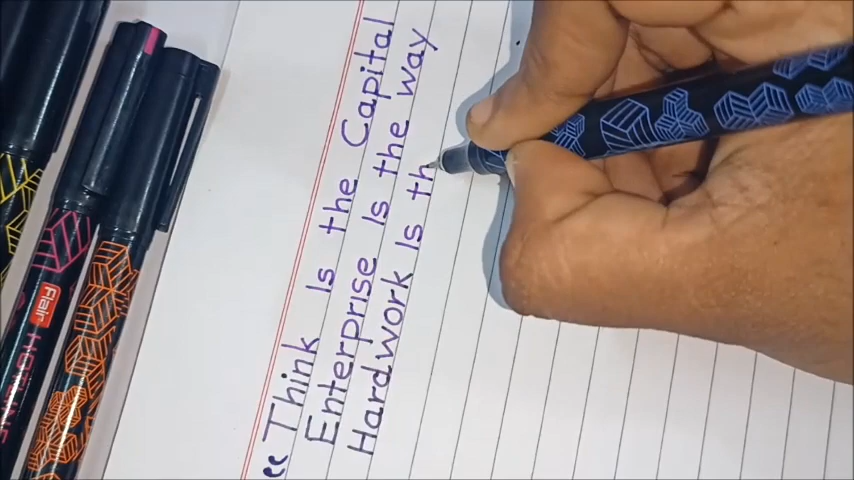 “Think Is the Capital
Enterprise Is the way
Hardwork Is th
Flair